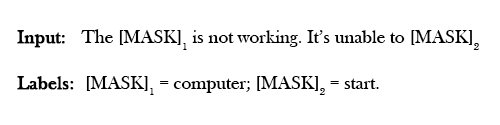 Input: The [MASK]₁ is not working. It’s unable to [MASK]₂
Labels: [MASK]₁ = computer; [MASK]₂ = start.